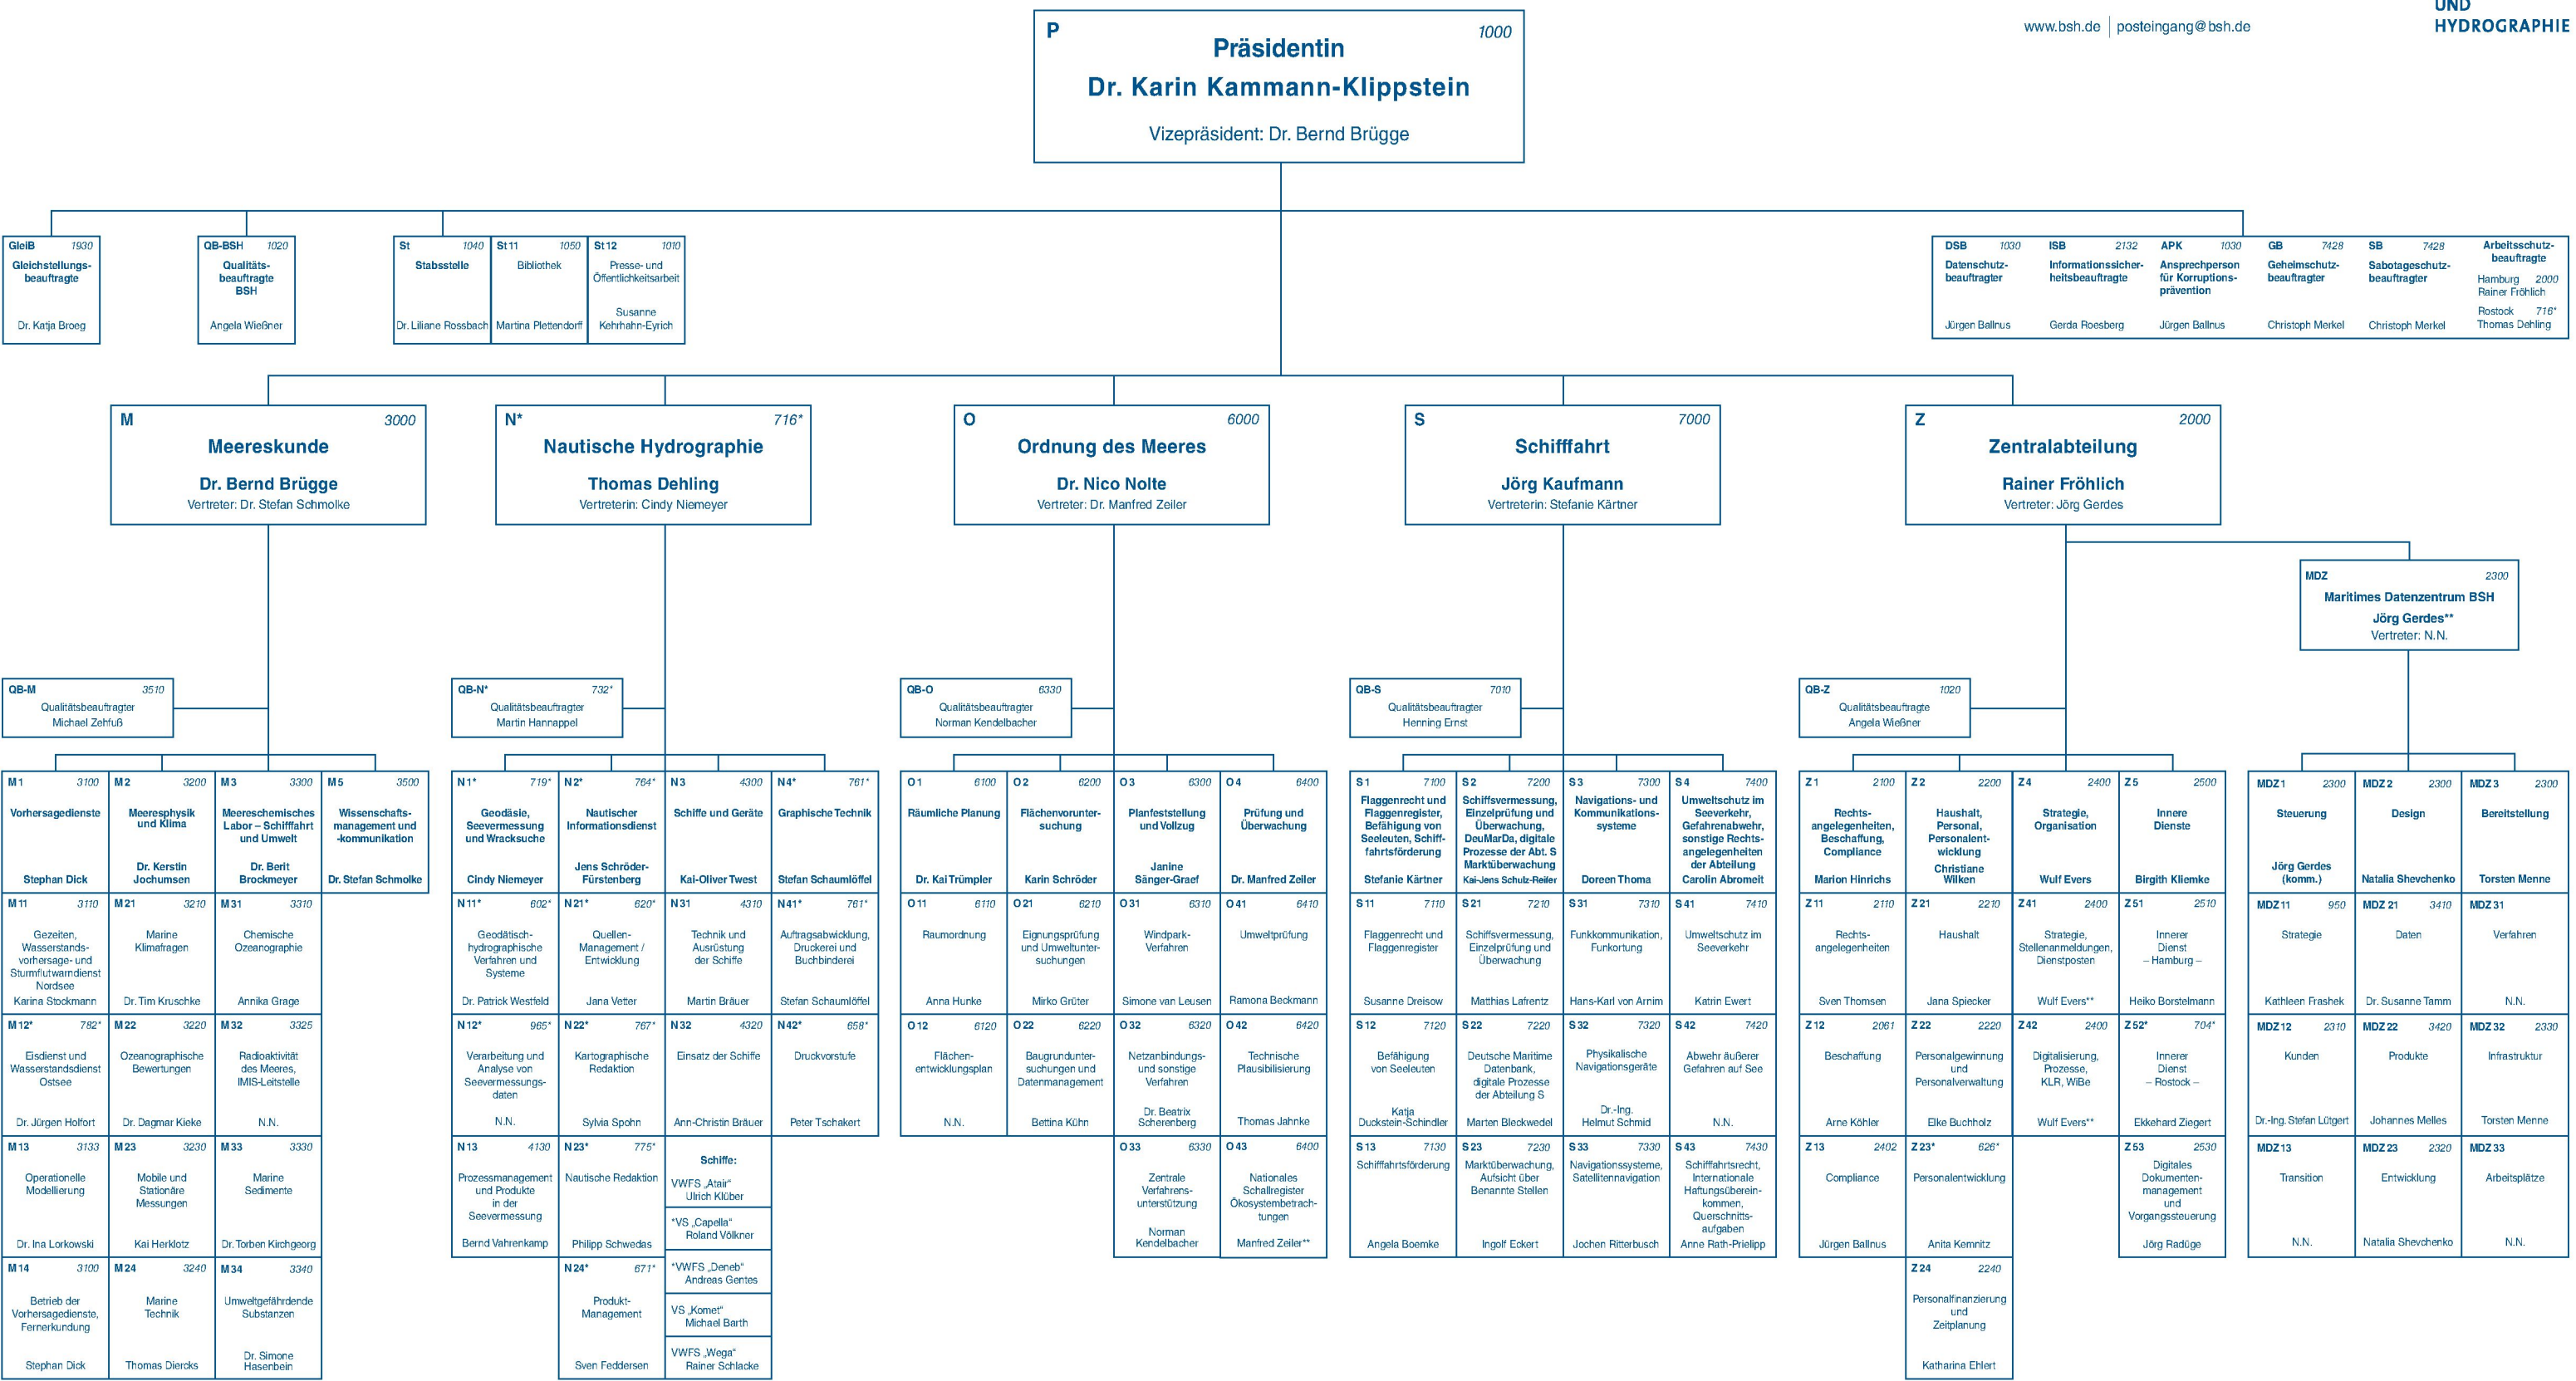 UND
HYDROGRAPHIE
www.bsh.de | posteingang@bsh.de
P 1000
Präsidentin
Dr. Karin Kammann-Klippstein
Vizepräsident: Dr. Bernd Brügge
GleiB 1930
Gleichstellungs-
beauftragte
Dr. Katja Broeg
QB-BSH 1020
Qualitäts-
beauftragte
BSH
Angela Wießner
St 1040
Stabsstelle
Dr. Liliane Rossbach
St 11 1050
Bibliothek
Martina Plettendorff
St 12 1010
Presse- und
Öffentlichkeitsarbeit
Susanne
Kehrhahn-Eyrich
DSB 1030
Datenschutz-
beauftragter
Jürgen Ballnus
ISB 2132
Informationssicher-
heitsbeauftragte
Gerda Roesberg
APK 1030
Ansprechperson
für Korruptions-
prävention
Jürgen Ballnus
GB 7428
Geheimschutz-
beauftragter
Christoph Merkel
SB 7428
Sabotageschutz-
beauftragter
Christoph Merkel
Arbeitsschutz-
beauftragte
Hamburg 2000
Rainer Fröhlich
Rostock 716*
Thomas Dehling
M 3000
Meereskunde
Dr. Bernd Brügge
Vertreter: Dr. Stefan Schmolke
N* 716*
Nautische Hydrographie
Thomas Dehling
Vertreterin: Cindy Niemeyer
O 6000
Ordnung des Meeres
Dr. Nico Nolte
Vertreter: Dr. Manfred Zeiler
S 7000
Schifffahrt
Jörg Kaufmann
Vertreterin: Stefanie Kärtner
Z 2000
Zentralabteilung
Rainer Fröhlich
Vertreter: Jörg Gerdes
MDZ 2300
Maritimes Datenzentrum BSH
Jörg Gerdes**
Vertreter: N.N.
QB-M 3510
Qualitätsbeauftragter
Michael Zehfuß
QB-N* 732*
Qualitätsbeauftragter
Martin Hannappel
QB-O 6330
Qualitätsbeauftragter
Norman Kendelbacher
QB-S 7010
Qualitätsbeauftragter
Henning Ernst
QB-Z 1020
Qualitätsbeauftragte
Angela Wießner
M 1 3100
Vorhersagedienste
Stephan Dick
M 2 3200
Meeresphysik
und Klima
Dr. Kerstin
Jochumsen
M 3 3300
Meereschemisches
Labor – Schifffahrt
und Umwelt
Dr. Berit
Brockmeyer
M 5 3500
Wissenschafts-
management und
-kommunikation
Dr. Stefan Schmolke
M 11 3110
Gezeiten,
Wasserstands-
vorhersage- und
Sturmflutwarndienst
Nordsee
Karina Stockmann
M 21 3210
Marine
Klimafragen
Dr. Tim Kruschke
M 31 3310
Chemische
Ozeanographie
Annika Grage
M 12* 782*
Eisdienst und
Wasserstandsdienst
Ostsee
Dr. Jürgen Holfort
M 22 3220
Ozeanographische
Bewertungen
Dr. Dagmar Kieke
M 32 3325
Radioaktivität
des Meeres,
IMIS-Leitstelle
N.N.
M 13 3133
Operationelle
Modellierung
Dr. Ina Lorkowski
M 23 3230
Mobile und
Stationäre
Messungen
Kai Herklotz
M 33 3330
Marine
Sedimente
Dr. Torben Kirchgeorg
M 14 3100
Betrieb der
Vorhersagedienste,
Fernerkundung
Stephan Dick
M 24 3240
Marine
Technik
Thomas Diercks
M 34 3340
Umweltgefährdende
Substanzen
Dr. Simone
Hasenbein
N 1* 719*
Geodäsie,
Seevermessung
und Wracksuche
Cindy Niemeyer
N 2* 764*
Nautischer
Informationsdienst
Jens Schröder-
Fürstenberg
N 3 4300
Schiffe und Geräte
Kai-Oliver Twest
N 4* 761*
Graphische Technik
Stefan Schaumlöffel
N 11* 602*
Geodätisch-
hydrographische
Verfahren und
Systeme
Dr. Patrick Westfeld
N 21* 620*
Quellen-
Management /
Entwicklung
Jana Vetter
N 31 4310
Technik und
Ausrüstung
der Schiffe
Martin Bräuer
N 41* 761*
Auftragsabwicklung,
Druckerei und
Buchbinderei
Stefan Schaumlöffel
N 12* 965*
Verarbeitung und
Analyse von
Seevermessungs-
daten
N.N.
N 22* 767*
Kartographische
Redaktion
Sylvia Spohn
N 32 4320
Einsatz der Schiffe
Ann-Christin Bräuer
N 42* 658*
Druckvorstufe
Peter Tschakert
N 13 4130
Prozessmanagement
und Produkte
in der
Seevermessung
Bernd Vahrenkamp
N 23* 775*
Nautische Redaktion
Philipp Schwedas
Schiffe:
VWFS „Atair“
Ulrich Klüber
*VS „Capella“
Roland Völkner
*VWFS „Deneb“
Andreas Gentes
VS „Komet“
Michael Barth
VWFS „Wega“
Rainer Schlacke
N 24* 671*
Produkt-
Management
Sven Feddersen
O 1 6100
Räumliche Planung
Dr. Kai Trümpler
O 2 6200
Flächenvorunter-
suchung
Karin Schröder
O 3 6300
Planfeststellung
und Vollzug
Janine
Sänger-Graef
O 4 6400
Prüfung und
Überwachung
Dr. Manfred Zeiler
O 11 6110
Raumordnung
Anna Hunke
O 21 6210
Eignungsprüfung
und Umweltunter-
suchungen
Mirko Grüter
O 31 6310
Windpark-
Verfahren
Simone van Leusen
O 41 6410
Umweltprüfung
Ramona Beckmann
O 12 6120
Flächen-
entwicklungsplan
N.N.
O 22 6220
Baugrundunter-
suchungen und
Datenmanagement
Bettina Kühn
O 32 6320
Netzanbindungs-
und sonstige
Verfahren
Dr. Beatrix
Scherenberg
O 42 6420
Technische
Plausibilisierung
Thomas Jahnke
O 33 6330
Zentrale
Verfahrens-
unterstützung
Norman
Kendelbacher
O 43 6400
Nationales
Schallregister
Ökosystembetrach-
tungen
Manfred Zeiler**
S 1 7100
Flaggenrecht und
Flaggenregister,
Befähigung von
Seeleuten, Schiff-
fahrtsförderung
Stefanie Kärtner
S 2 7200
Schiffsvermessung,
Einzelprüfung und
Überwachung,
DeuMarDa, digitale
Prozesse der Abt. S
Marktüberwachung
Kai-Jens Schulz-Reifer
S 3 7300
Navigations- und
Kommunikations-
systeme
Doreen Thoma
S 4 7400
Umweltschutz im
Seeverkehr,
Gefahrenabwehr,
sonstige Rechts-
angelegenheiten
der Abteilung
Carolin Abromeit
S 11 7110
Flaggenrecht und
Flaggenregister
Susanne Dreisow
S 21 7210
Schiffsvermessung,
Einzelprüfung und
Überwachung
Matthias Lafrentz
S 31 7310
Funkkommunikation,
Funkortung
Hans-Karl von Arnim
S 41 7410
Umweltschutz im
Seeverkehr
Katrin Ewert
S 12 7120
Befähigung
von Seeleuten
Katja
Duckstein-Schindler
S 22 7220
Deutsche Maritime
Datenbank,
digitale Prozesse
der Abteilung S
Marten Bleckwedel
S 32 7320
Physikalische
Navigationsgeräte
Dr.-Ing.
Helmut Schmid
S 42 7420
Abwehr äußerer
Gefahren auf See
N.N.
S 13 7130
Schifffahrtsförderung
Angela Boemke
S 23 7230
Marktüberwachung,
Aufsicht über
Benannte Stellen
Ingolf Eckert
S 33 7330
Navigationssysteme,
Satellitennavigation
Jochen Ritterbusch
S 43 7430
Schifffahrtsrecht,
Internationale
Haftungsüberein-
kommen,
Querschnitts-
aufgaben
Anne Rath-Prielipp
Z 1 2100
Rechts-
angelegenheiten,
Beschaffung,
Compliance
Marion Hinrichs
Z 2 2200
Haushalt,
Personal,
Personalent-
wicklung
Christiane
Wilken
Z 4 2400
Strategie,
Organisation
Wulf Evers
Z 5 2500
Innere
Dienste
Birgith Kliemke
Z 11 2110
Rechts-
angelegenheiten
Sven Thomsen
Z 21 2210
Haushalt
Jana Spiecker
Z 41 2400
Strategie,
Stellenanmeldungen,
Dienstposten
Wulf Evers**
Z 51 2510
Innerer
Dienst
– Hamburg –
Heiko Borstelmann
Z 12 2061
Beschaffung
Arne Köhler
Z 22 2220
Personalgewinnung
und
Personalverwaltung
Elke Buchholz
Z 42 2400
Digitalisierung,
Prozesse,
KLR, WiBe
Wulf Evers**
Z 52* 704*
Innerer
Dienst
– Rostock –
Ekkehard Ziegert
Z 13 2402
Compliance
Jürgen Ballnus
Z 23* 626*
Personalentwicklung
Anita Kemnitz
Z 53 2530
Digitales
Dokumenten-
management
und
Vorgangssteuerung
Jörg Radüge
Z 24 2240
Personalfinanzierung
und
Zeitplanung
Katharina Ehlert
MDZ 1 2300
Steuerung
Jörg Gerdes
(komm.)
MDZ 2 2300
Design
Natalia Shevchenko
MDZ 3 2300
Bereitstellung
Torsten Menne
MDZ 11 950
Strategie
Kathleen Frashek
MDZ 21 3410
Daten
Dr. Susanne Tamm
MDZ 31
Verfahren
N.N.
MDZ 12 2310
Kunden
Dr.-Ing. Stefan Lütgert
MDZ 22 3420
Produkte
Johannes Melles
MDZ 32 2330
Infrastruktur
Torsten Menne
MDZ 13
Transition
N.N.
MDZ 23 2320
Entwicklung
Natalia Shevchenko
MDZ 33
Arbeitsplätze
N.N.